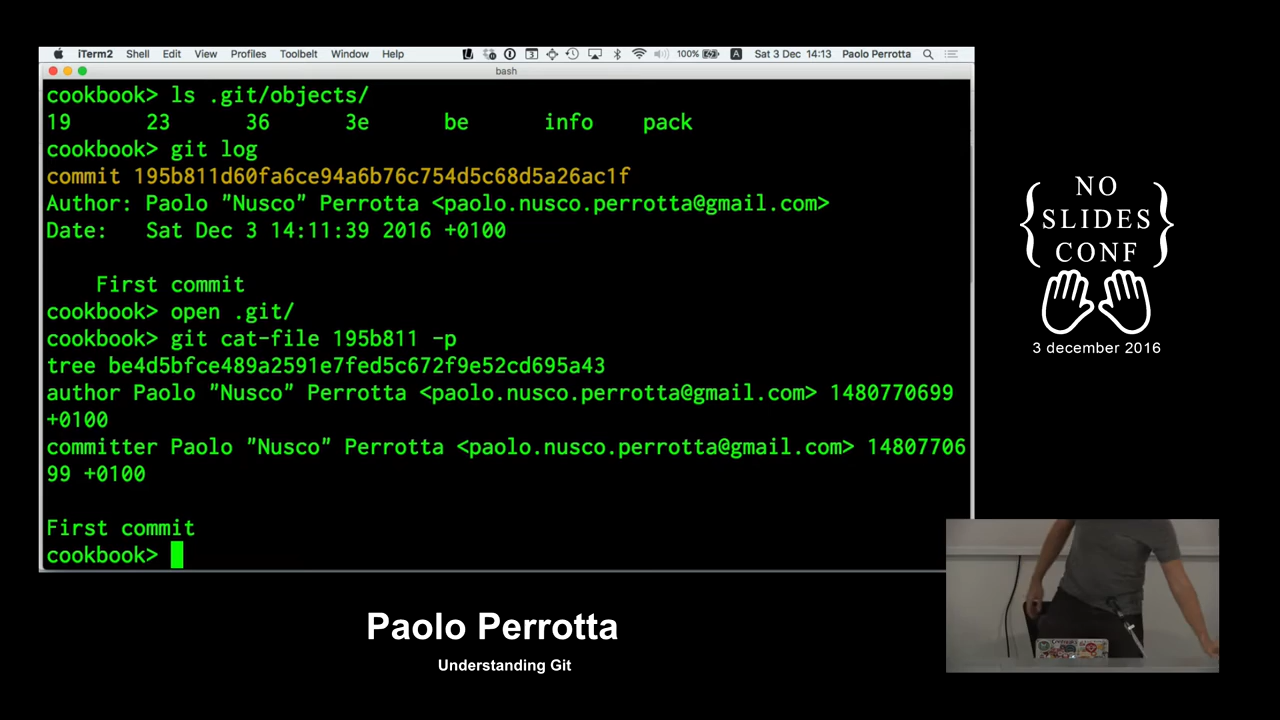 iTerm2 Shell Edit View Profiles Toolbelt Window Help 100% Sat 3 Dec 14:13 Paolo Perrotta
bash
cookbook> ls .git/objects/
19 23 36 3e be info pack
cookbook> git log
commit 195b811d60fa6ce94a6b76c754d5c68d5a26ac1f
Author: Paolo "Nusco" Perrotta <paolo.nusco.perrotta@gmail.com>
Date: Sat Dec 3 14:11:39 2016 +0100
First commit
cookbook> open .git/
cookbook> git cat-file 195b811 -p
tree be4d5bfce489a2591e7fed5c672f9e52cd695a43
author Paolo "Nusco" Perrotta <paolo.nusco.perrotta@gmail.com> 1480770699
+0100
committer Paolo "Nusco" Perrotta <paolo.nusco.perrotta@gmail.com> 14807706
99 +0100
First commit
cookbook>
NO
SLIDES
CONF
3 december 2016
Paolo Perrotta
Understanding Git